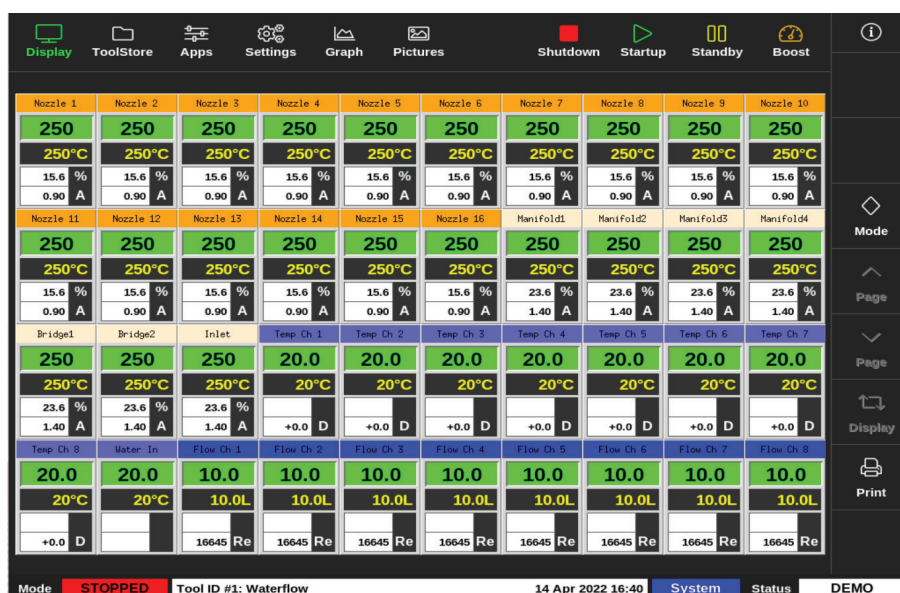 Display ToolStore Apps Settings Graph Pictures Shutdown Startup Standby Boost
Nozzle 1 Nozzle 2 Nozzle 3 Nozzle 4 Nozzle 5 Nozzle 6 Nozzle 7 Nozzle 8 Nozzle 9 Nozzle 10
250 250 250 250 250 250 250 250 250 250
250°C 250°C 250°C 250°C 250°C 250°C 250°C 250°C 250°C 250°C
15.6 % 15.6 % 15.6 % 15.6 % 15.6 % 15.6 % 15.6 % 15.6 % 15.6 % 15.6 %
0.90 A 0.90 A 0.90 A 0.90 A 0.90 A 0.90 A 0.90 A 0.90 A 0.90 A 0.90 A
Mode
Nozzle 11 Nozzle 12 Nozzle 13 Nozzle 14 Nozzle 15 Nozzle 16 Manifold1 Manifold2 Manifold3 Manifold4
250 250 250 250 250 250 250 250 250 250
250°C 250°C 250°C 250°C 250°C 250°C 250°C 250°C 250°C 250°C
15.6 % 15.6 % 15.6 % 15.6 % 15.6 % 15.6 % 23.6 % 23.6 % 23.6 % 23.6 %
0.90 A 0.90 A 0.90 A 0.90 A 0.90 A 0.90 A 1.40 A 1.40 A 1.40 A 1.40 A
Page
Bridge1 Bridge2 Inlet Temp Ch 1 Temp Ch 2 Temp Ch 3 Temp Ch 4 Temp Ch 5 Temp Ch 6 Temp Ch 7
250 250 250 20.0 20.0 20.0 20.0 20.0 20.0 20.0
250°C 250°C 250°C 20°C 20°C 20°C 20°C 20°C 20°C 20°C
23.6 % 23.6 % 23.6 %
1.40 A 1.40 A 1.40 A +0.0 D +0.0 D +0.0 D +0.0 D +0.0 D +0.0 D +0.0 D
Page
Display
Temp Ch 8 Water In Flow Ch 1 Flow Ch 2 Flow Ch 3 Flow Ch 4 Flow Ch 5 Flow Ch 6 Flow Ch 7 Flow Ch 8
20.0 20.0 10.0 10.0 10.0 10.0 10.0 10.0 10.0 10.0
20°C 20°C 10.0L 10.0L 10.0L 10.0L 10.0L 10.0L 10.0L 10.0L
+0.0 D 16645 Re 16645 Re 16645 Re 16645 Re 16645 Re 16645 Re 16645 Re 16645 Re
Print
Mode STOPPED Tool ID #1: Waterflow 14 Apr 2022 16:40 System Status DEMO